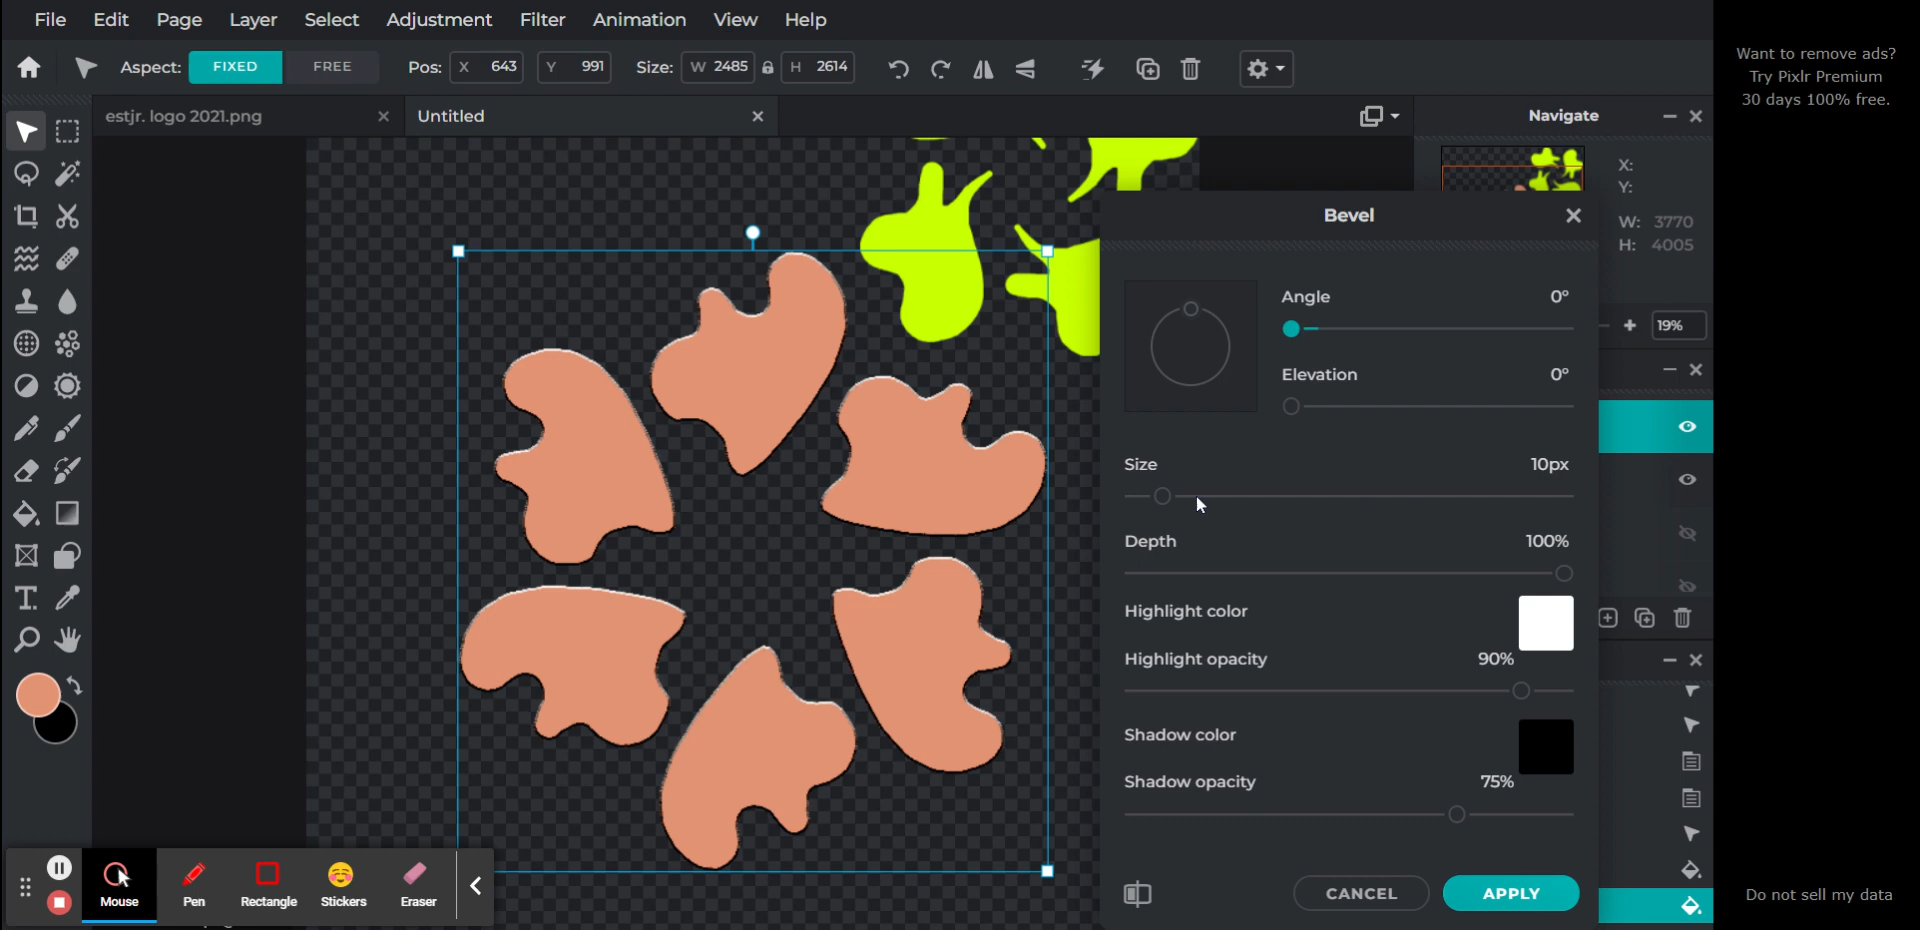 File Edit Page Layer Select Adjustment Filter Animation View Help
Aspect: FIXED FREE Pos: X 643 Y 991 Size: W 2485 H 2614
estjr. logo 2021.png
Untitled
Navigate
X:
Y:
W: 3770
H: 4005
19%
Want to remove ads?
Try Pixlr Premium
30 days 100% free.
Bevel
Angle 0°
Elevation 0°
Size 10px
Depth 100%
Highlight color
Highlight opacity 90%
Shadow color
Shadow opacity 75%
CANCEL APPLY
Mouse Pen Rectangle Stickers Eraser
Do not sell my data